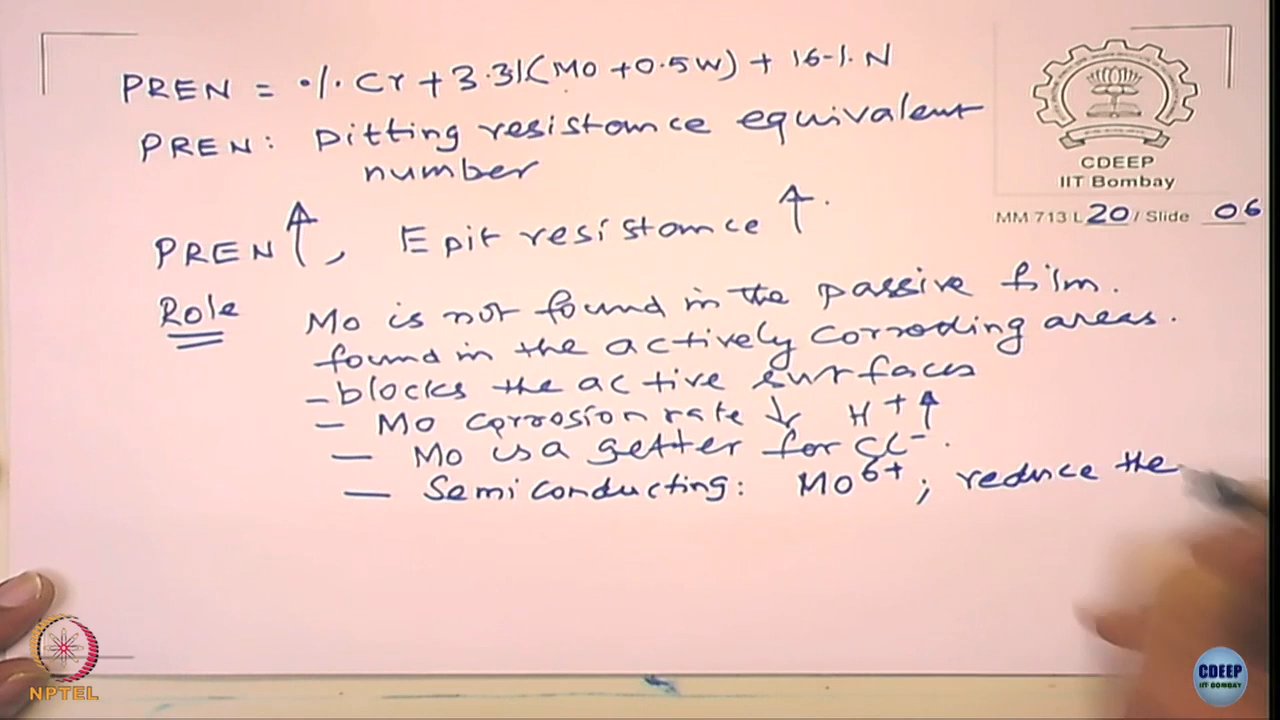 PREN = %. Cr + 3.31(Mo + 0.5W) + 16-%. N
PREN: Pitting resistance equivalent
number
PREN↑, Epit resistance ↑.
Role Mo is not found in the passive film.
found in the actively corroding areas.
- blocks the active surfaces
- Mo corrosion rate ↓ H+ ↑
- Mo is a getter for Cl-.
- Semiconducting: Mo6+; reduce the
CDEEP
IIT Bombay
MM 713 L 20 / Slide 06
NPTEL
CDEEP
IIT BOMBAY